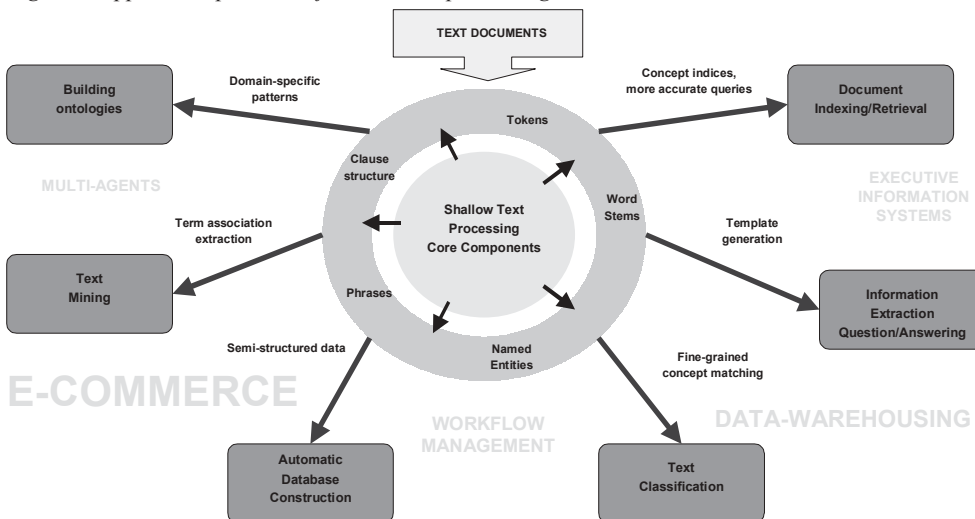 TEXT DOCUMENTS
Building
ontologies
Domain-specific
patterns
Concept indices,
more accurate queries
Document
Indexing/Retrieval
Tokens
Clause
structure
MULTI-AGENTS
EXECUTIVE
INFORMATION
SYSTEMS
Word
Stems
Shallow Text
Processing
Core Components
Term association
extraction
Template
generation
Text
Mining
Phrases
Information
Extraction
Question/Answering
Semi-structured data
Named
Entities
Fine-grained
concept matching
E-COMMERCE
WORKFLOW
MANAGEMENT
DATA-WAREHOUSING
Automatic
Database
Construction
Text
Classification